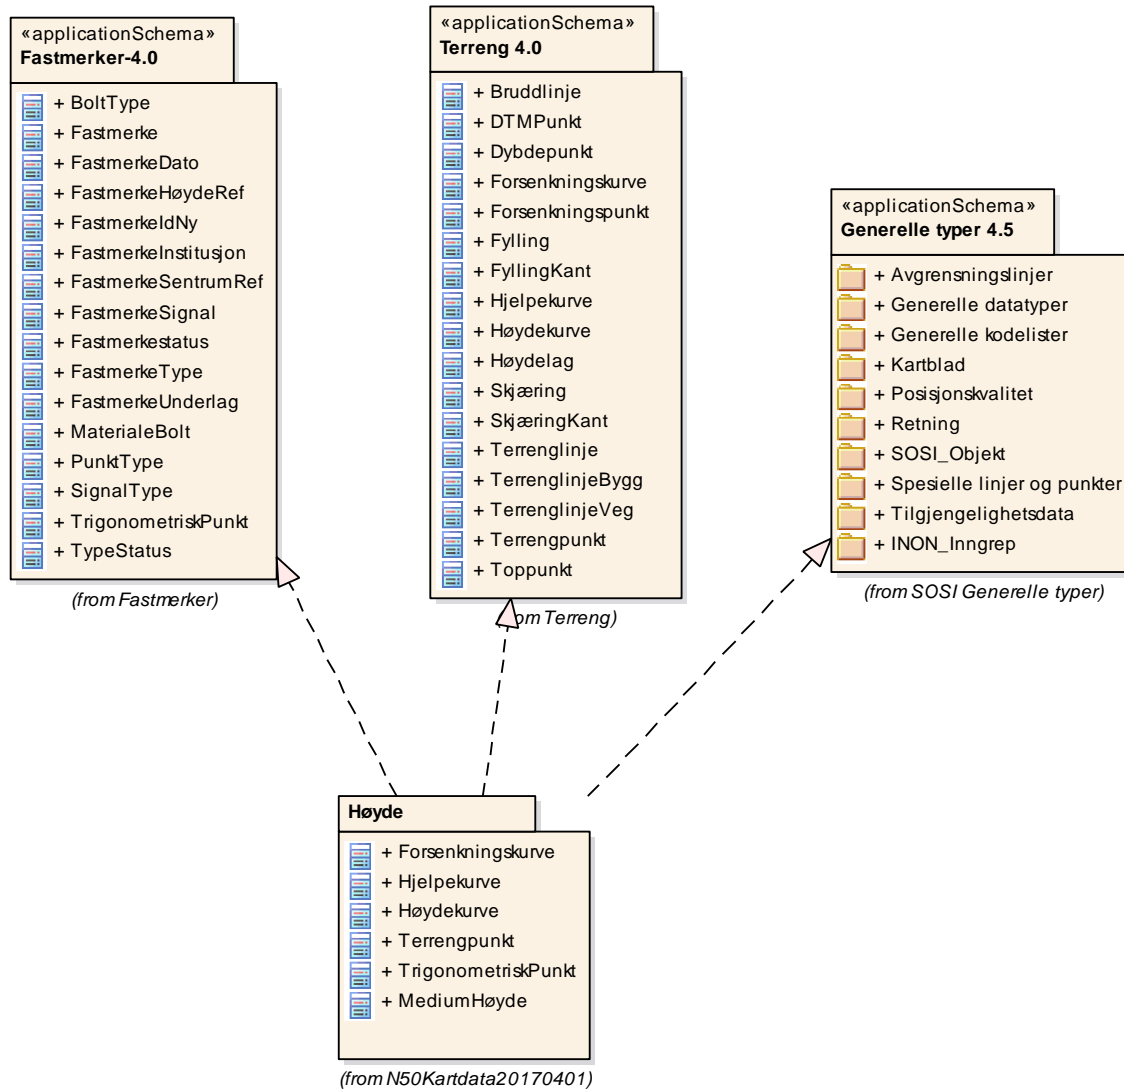 «applicationSchema»
Fastmerker-4.0
+ BoltType
+ Fastmerke
+ FastmerkeDato
+ FastmerkeHøydeRef
+ FastmerkeIdNy
+ FastmerkeInstitusjon
+ FastmerkeSentrumRef
+ FastmerkeSignal
+ Fastmerkestatus
+ FastmerkeType
+ FastmerkeUnderlag
+ MaterialeBolt
+ PunktType
+ SignalType
+ TrigonometriskPunkt
+ TypeStatus
(from Fastmerker)
«applicationSchema»
Terreng 4.0
+ Bruddlinje
+ DTMPunkt
+ Dybdepunkt
+ Forsenkningskurve
+ Forsenkningspunkt
+ Fylling
+ FyllingKant
+ Hjelpekurve
+ Høydekurve
+ Høydelag
+ Skjæring
+ SkjæringKant
+ Terrenglinje
+ TerrenglinjeBygg
+ TerrenglinjeVeg
+ Terrengpunkt
+ Toppunkt
(from Terreng)
«applicationSchema»
Generelle typer 4.5
+ Avgrensningslinjer
+ Generelle datatyper
+ Generelle kodelister
+ Kartblad
+ Posisjonskvalitet
+ Retning
+ SOSI_Objekt
+ Spesielle linjer og punkter
+ Tilgjengelighetsdata
+ INON_Inngrep
(from SOSI Generelle typer)
Høyde
+ Forsenkningskurve
+ Hjelpekurve
+ Høydekurve
+ Terrengpunkt
+ TrigonometriskPunkt
+ MediumHøyde
(from N50Kartdata20170401)